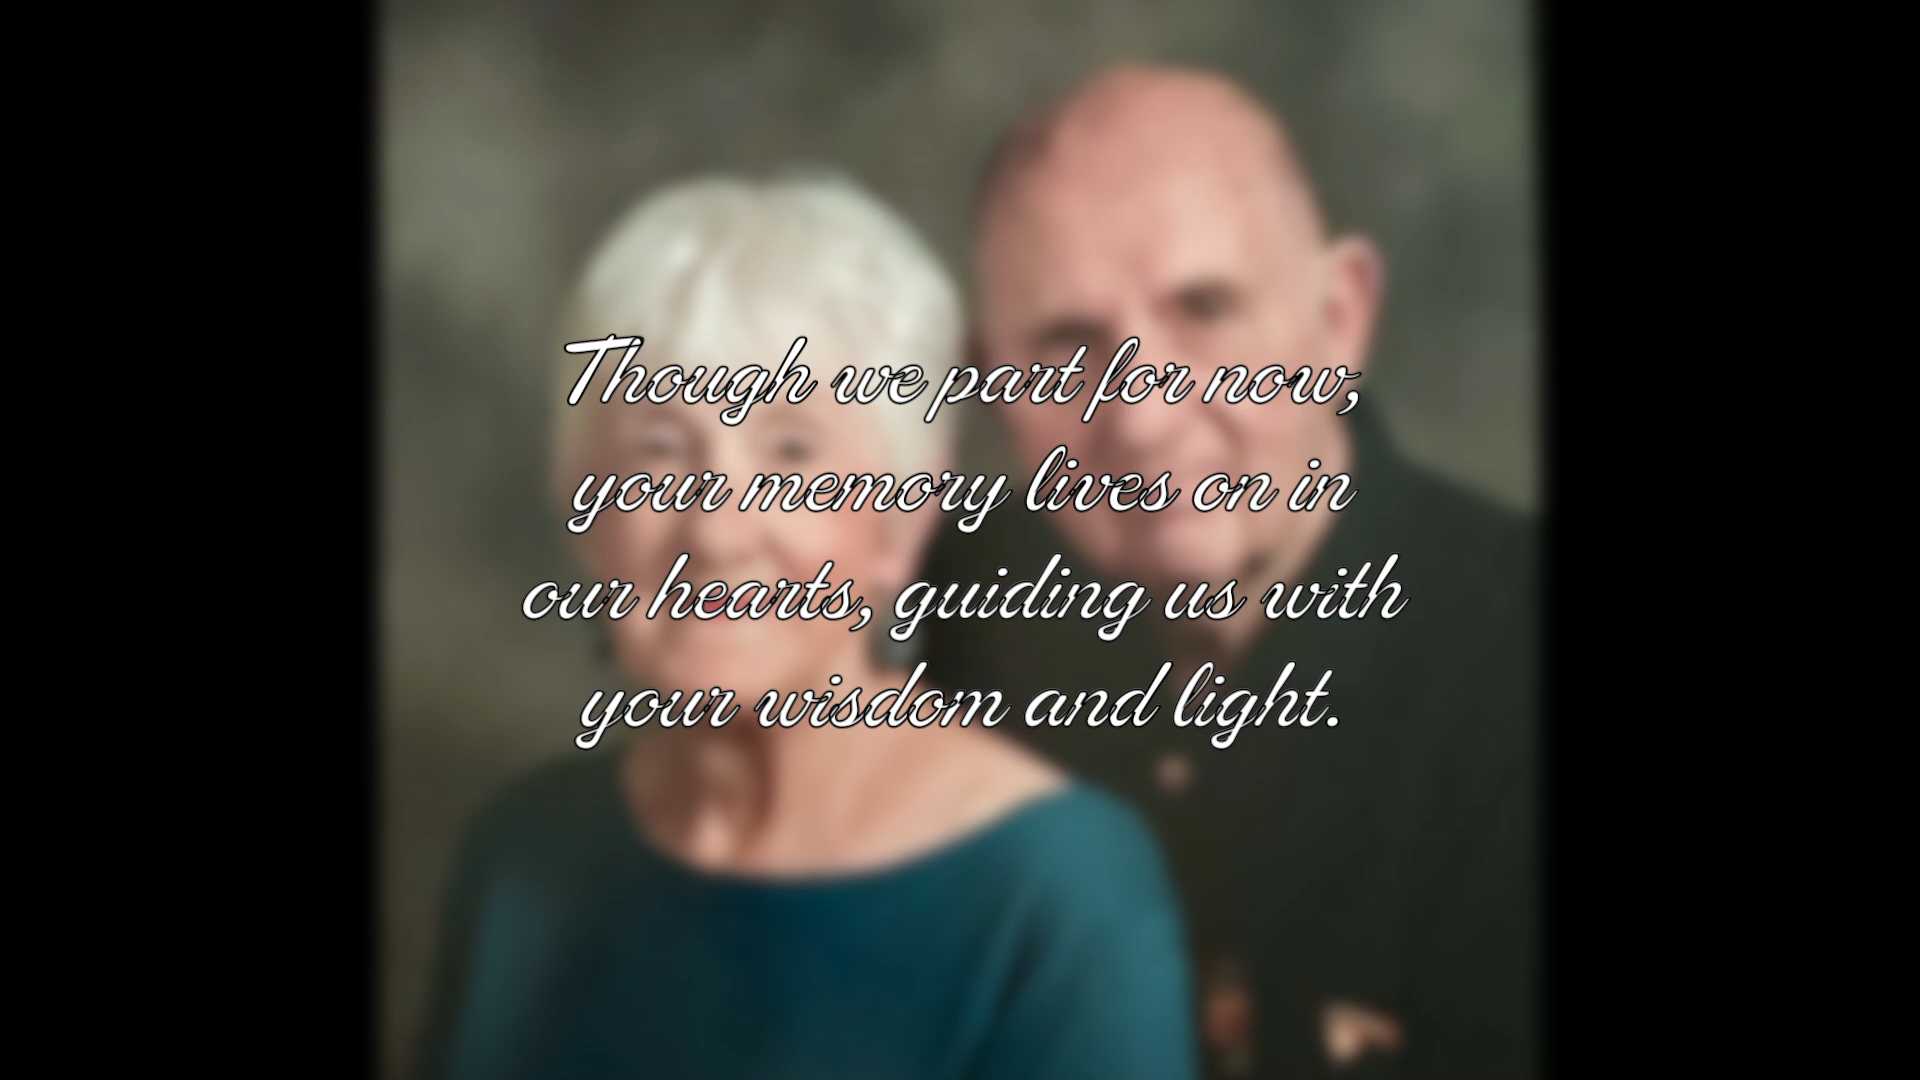 Though we part for now,
your memory lives on in
our hearts, guiding us with
your wisdom and light.